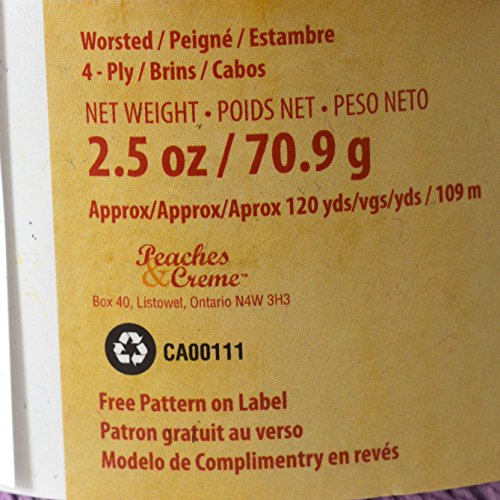 Worsted / Peigné / Estambre
4 - Ply / Brins / Cabos
NET WEIGHT • POIDS NET • PESO NETO
2.5 oz / 70.9 g
Approx/Approx/Aprox 120 yds/vgs/yds / 109 m
Peaches
& Creme™
Box 40, Listowel, Ontario N4W 3H3
CA00111
Free Pattern on Label
Patron gratuit au verso
Modelo de Complimentry en revés